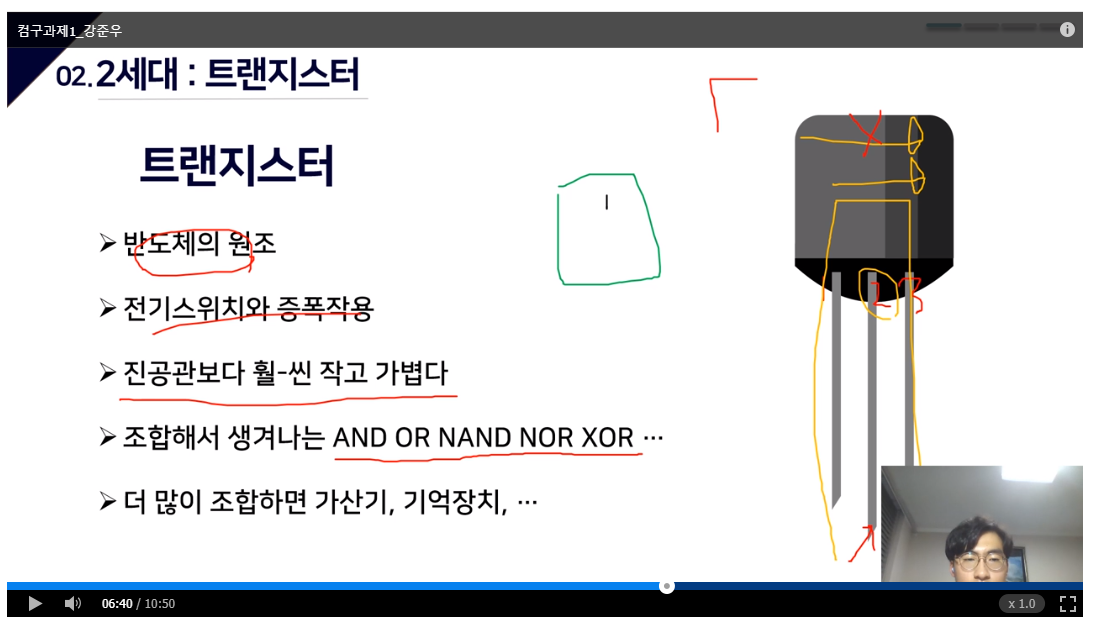 컴구과제1_강준우
02. 2세대 : 트랜지스터
트랜지스터
➢ 반도체의 원조
➢ 전기스위치와 증폭작용
➢ 진공관보다 훨-씬 작고 가볍다
➢ 조합해서 생겨나는 AND OR NAND NOR XOR ⋯
➢ 더 많이 조합하면 가산기, 기억장치, ⋯
2 3
06:40 / 10:50
x 1.0